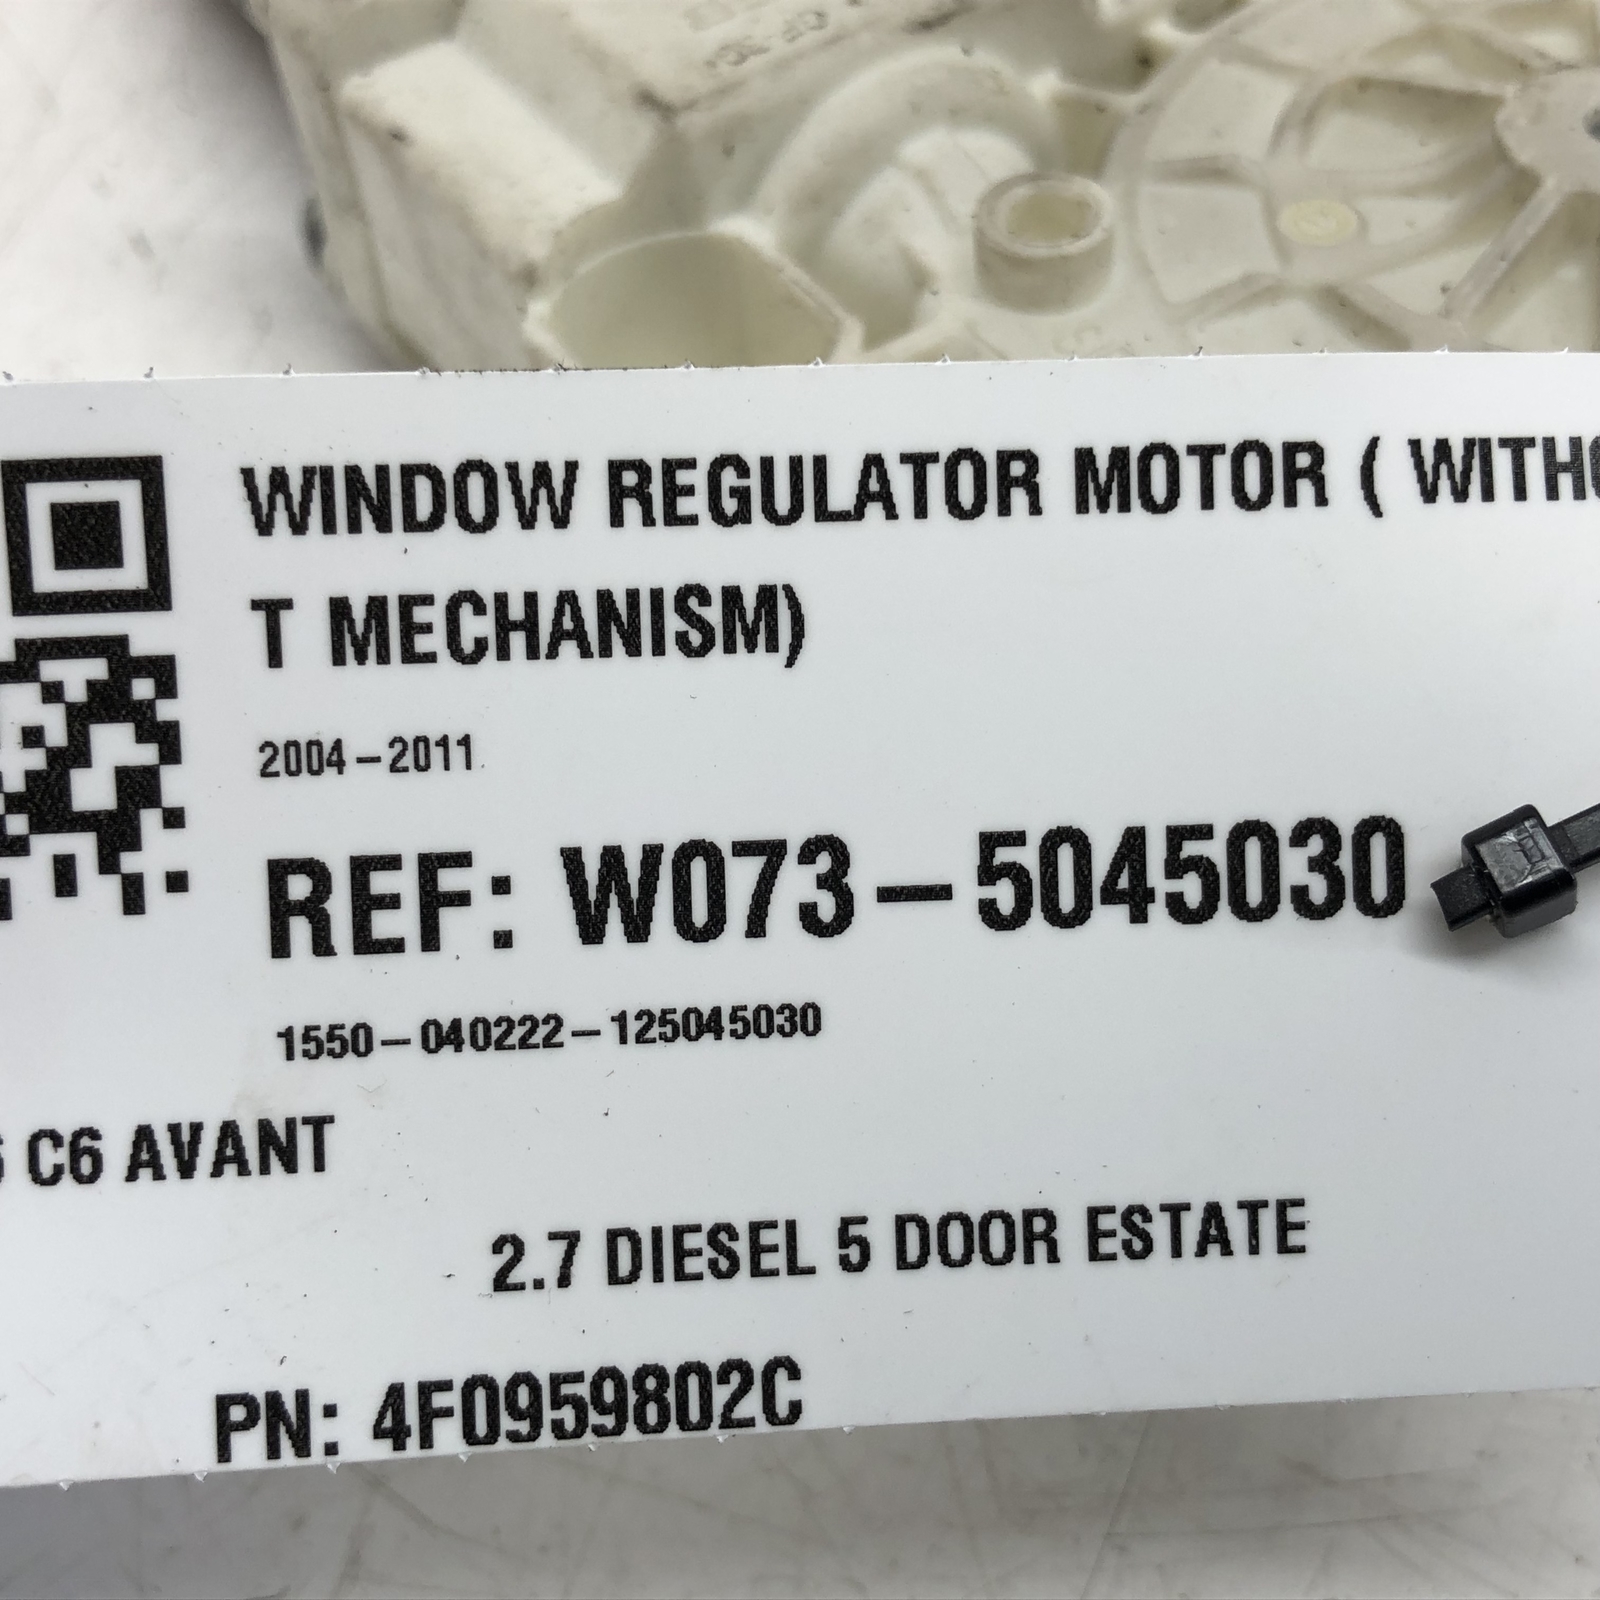 WINDOW REGULATOR MOTOR ( WITHO
T MECHANISM)
2004-2011
REF: W073-5045030
1550-040222-125045030
6 C6 AVANT
2.7 DIESEL 5 DOOR ESTATE
PN: 4F0959802C